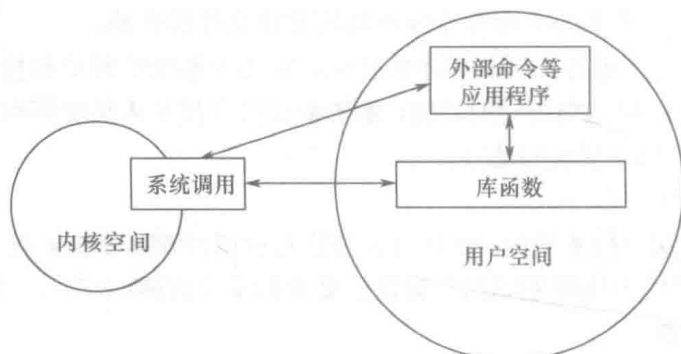 外部命令等
应用程序
系统调用
库函数
内核空间
用户空间